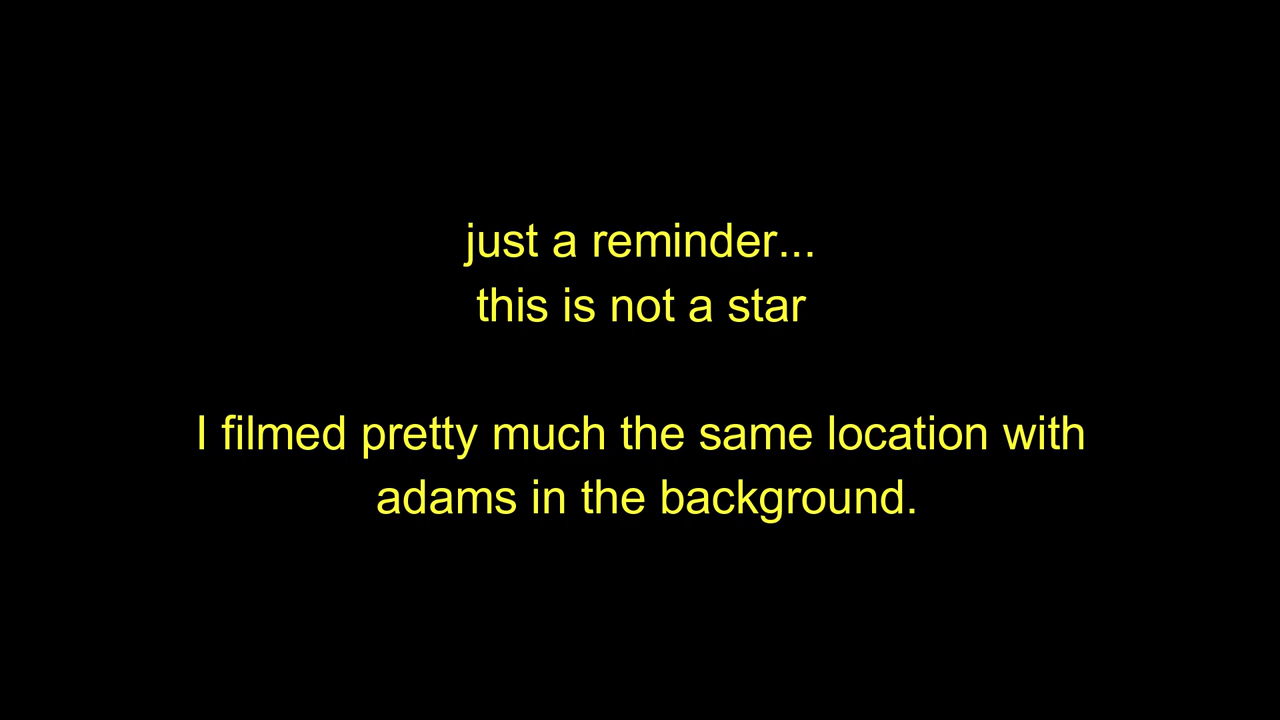 just a reminder...
this is not a star
I filmed pretty much the same location with
adams in the background.